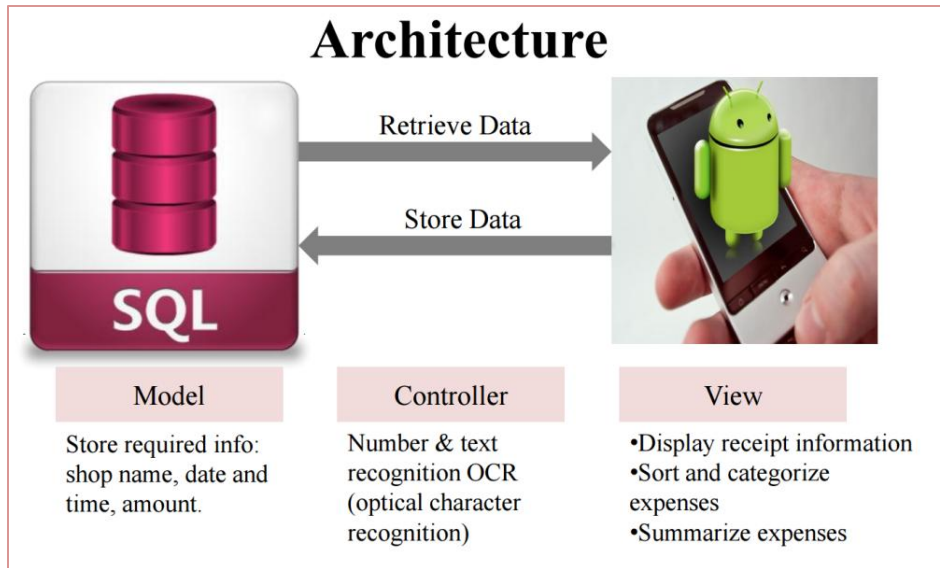 Architecture
Retrieve Data
Store Data
SQL
Model
Store required info:
shop name, date and
time, amount.
Controller
Number & text
recognition OCR
(optical character
recognition)
View
•Display receipt information
•Sort and categorize
expenses
•Summarize expenses